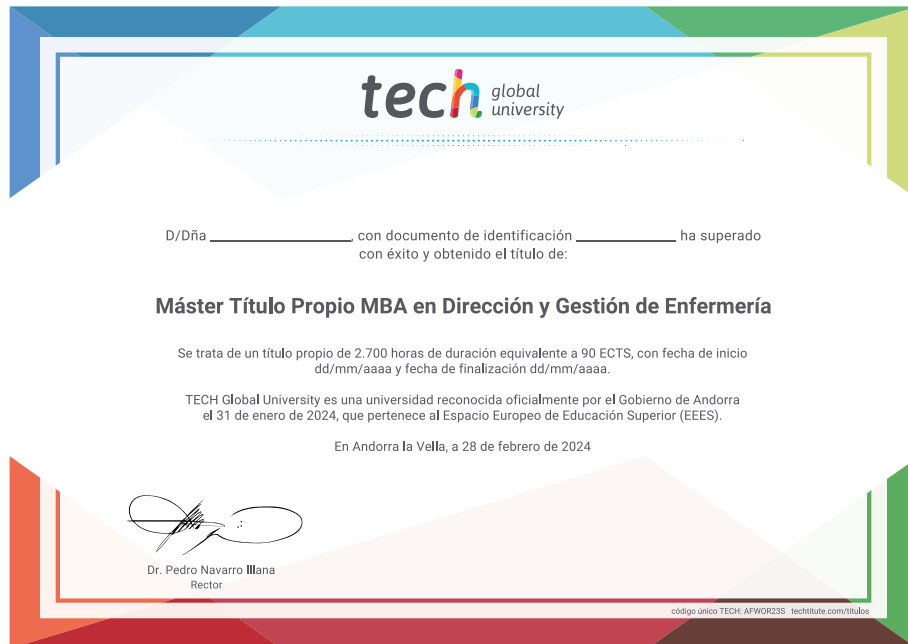 tech global university
D/Dña ____________________, con documento de identificación ______________ ha superado
con éxito y obtenido el título de:
Máster Título Propio MBA en Dirección y Gestión de Enfermería
Se trata de un título propio de 2.700 horas de duración equivalente a 90 ECTS, con fecha de inicio
dd/mm/aaaa y fecha de finalización dd/mm/aaaa.
TECH Global University es una universidad reconocida oficialmente por el Gobierno de Andorra
el 31 de enero de 2024, que pertenece al Espacio Europeo de Educación Superior (EEES).
En Andorra la Vella, a 28 de febrero de 2024
Dr. Pedro Navarro Illana
Rector
código único TECH: AFWOR23S techtitute.com/titulos